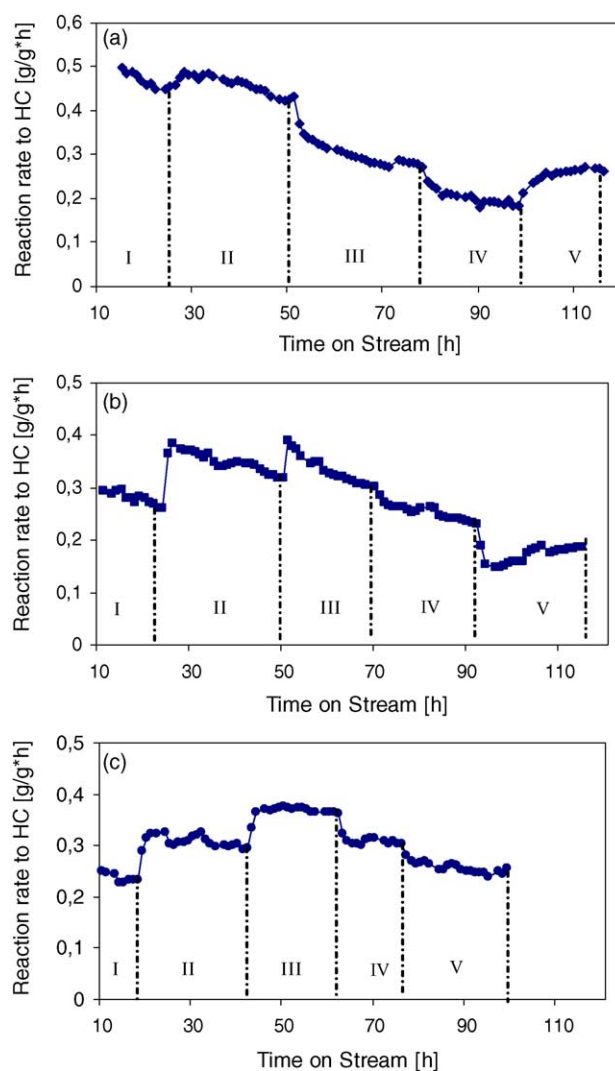 (a)
Reaction rate to HC [g/g*h]
0,6
0,5
0,4
0,3
0,2
0,1
0
I II III IV V
10 30 50 70 90 110
Time on Stream [h]
(b)
Reaction rate to HC [g/g*h]
0,5
0,4
0,3
0,2
0,1
0
I II III IV V
10 30 50 70 90 110
Time on Stream [h]
(c)
Reaction rate to HC [g/g*h]
0,5
0,4
0,3
0,2
0,1
0
I II III IV V
10 30 50 70 90 110
Time on Stream [h]